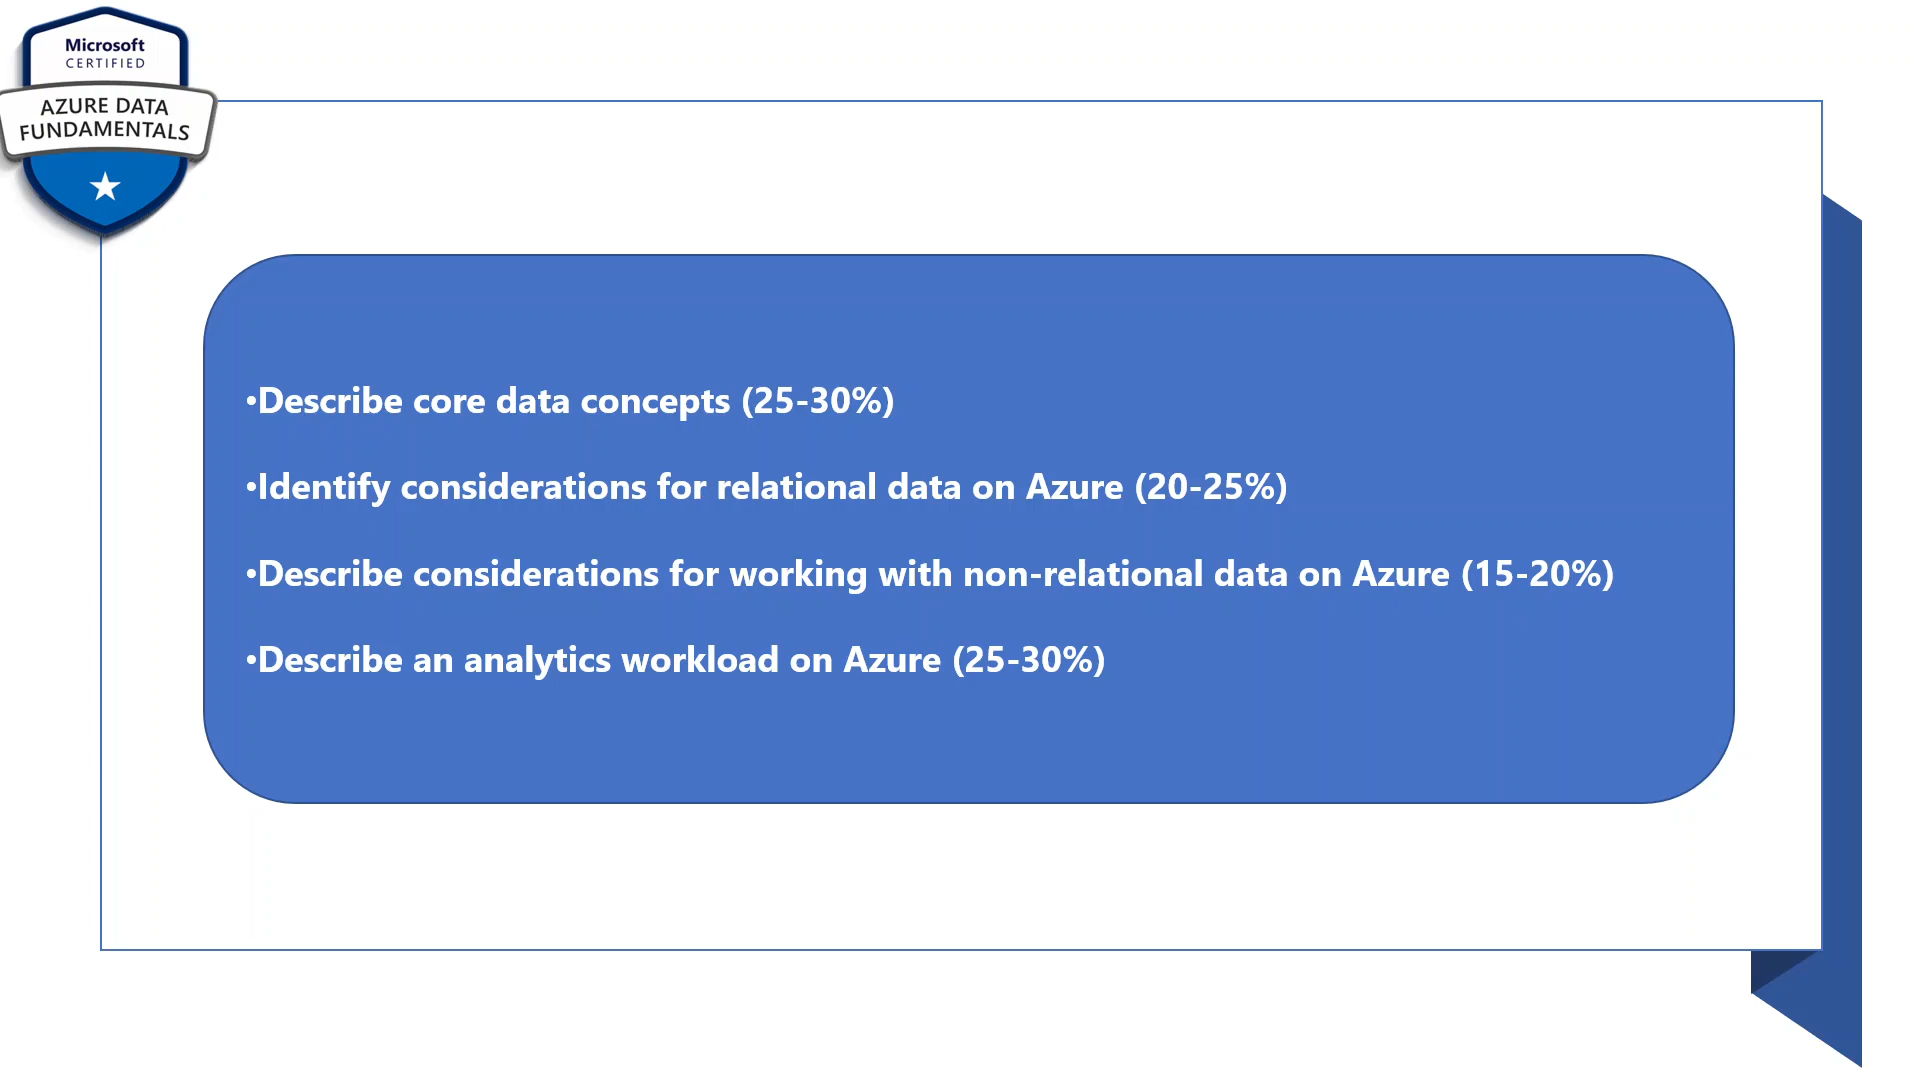 Microsoft
CERTIFIED
AZURE DATA
FUNDAMENTALS
•Describe core data concepts (25-30%)
•Identify considerations for relational data on Azure (20-25%)
•Describe considerations for working with non-relational data on Azure (15-20%)
•Describe an analytics workload on Azure (25-30%)